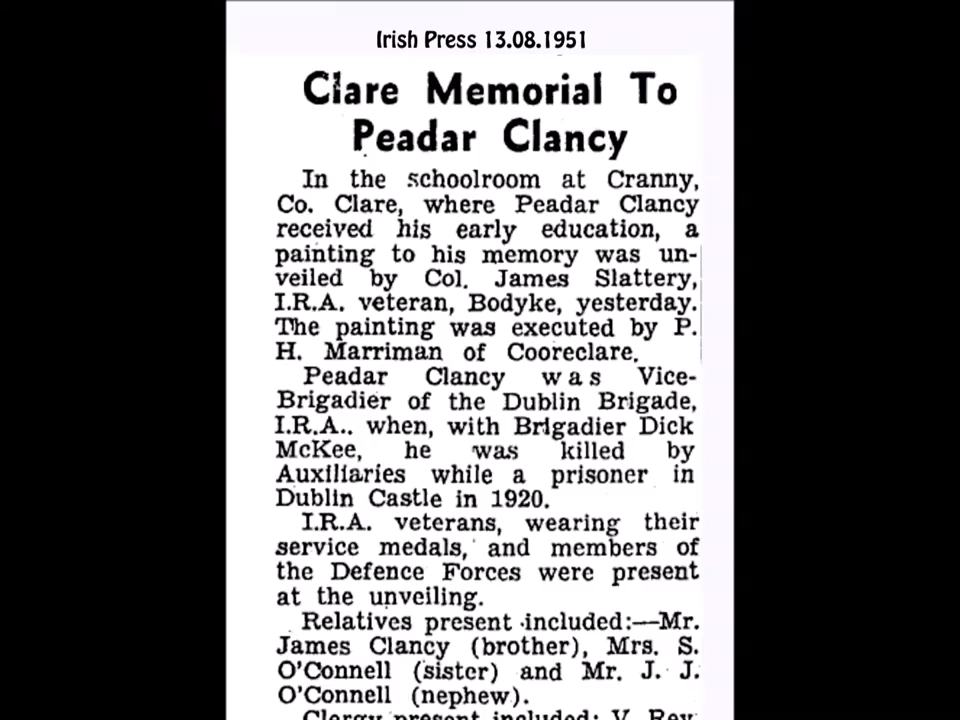 Irish Press 13.08.1951
Clare Memorial To
Peadar Clancy
In the schoolroom at Cranny,
Co. Clare, where Peadar Clancy
received his early education, a
painting to his memory was un-
veiled by Col. James Slattery,
I.R.A. veteran, Bodyke, yesterday.
The painting was executed by P.
H. Marriman of Cooreclare.
Peadar Clancy was Vice-
Brigadier of the Dublin Brigade,
I.R.A.. when, with Brigadier Dick
McKee, he was killed by
Auxiliaries while a prisoner in
Dublin Castle in 1920.
I.R.A. veterans, wearing their
service medals, and members of
the Defence Forces were present
at the unveiling.
Relatives present included:—Mr.
James Clancy (brother), Mrs. S.
O'Connell (sister) and Mr. J. J.
O'Connell (nephew).
Clergy present included: V. Rev.